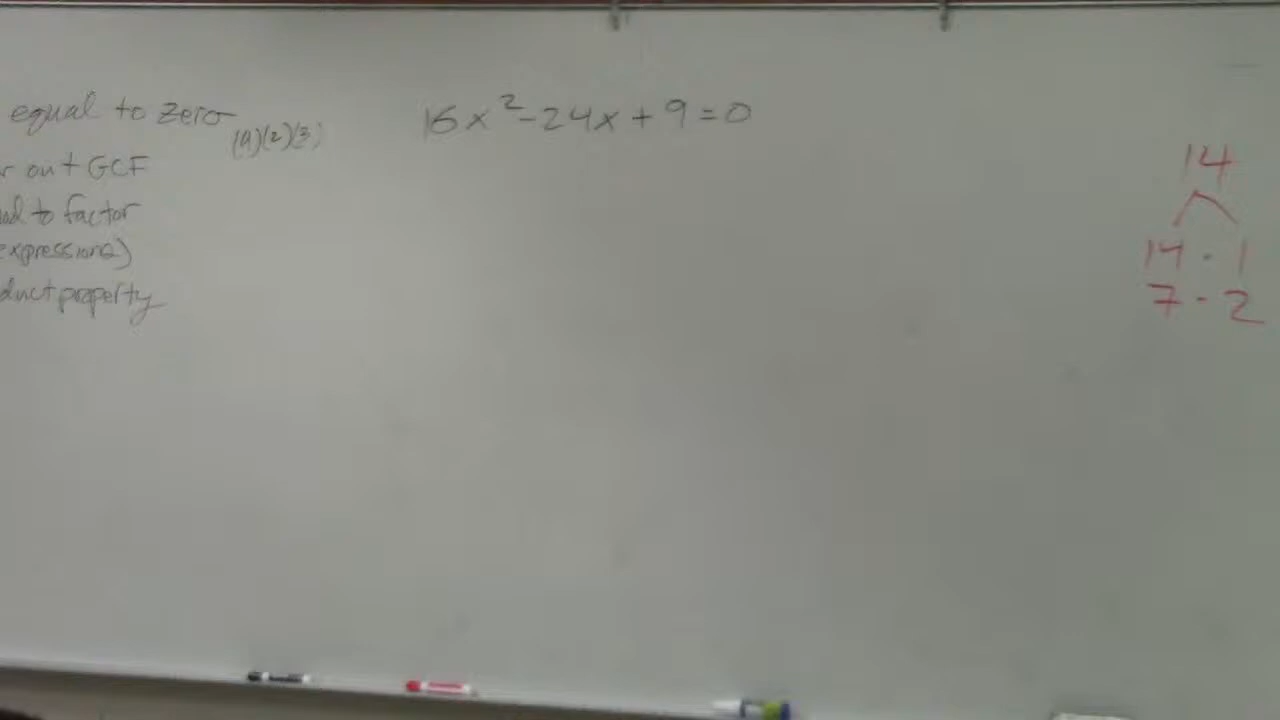 equal to zero
(4)(2)(3)
out GCF
to factor
expressions)
property
16x²-24x+9=0
14
14 · 1
7 · 2